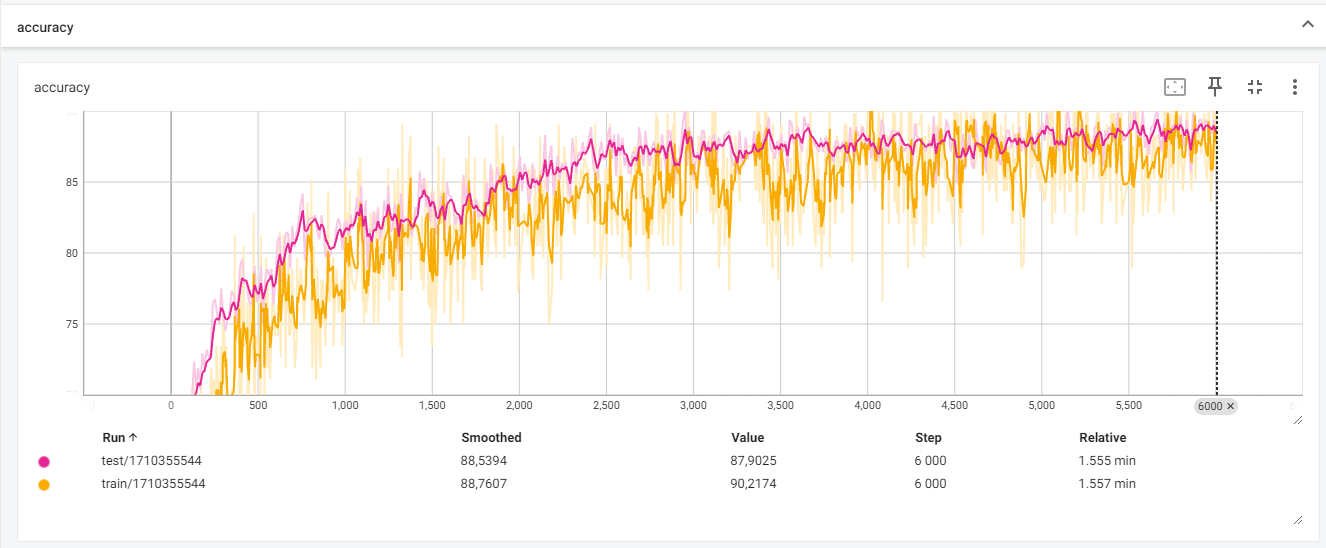 accuracy
accuracy
85
80
75
0 500 1,000 1,500 2,000 2,500 3,000 3,500 4,000 4,500 5,000 5,500 6000 ✕
Run ↑ Smoothed Value Step Relative
test/1710355544 88,5394 87,9025 6 000 1.555 min
train/1710355544 88,7607 90,2174 6 000 1.557 min